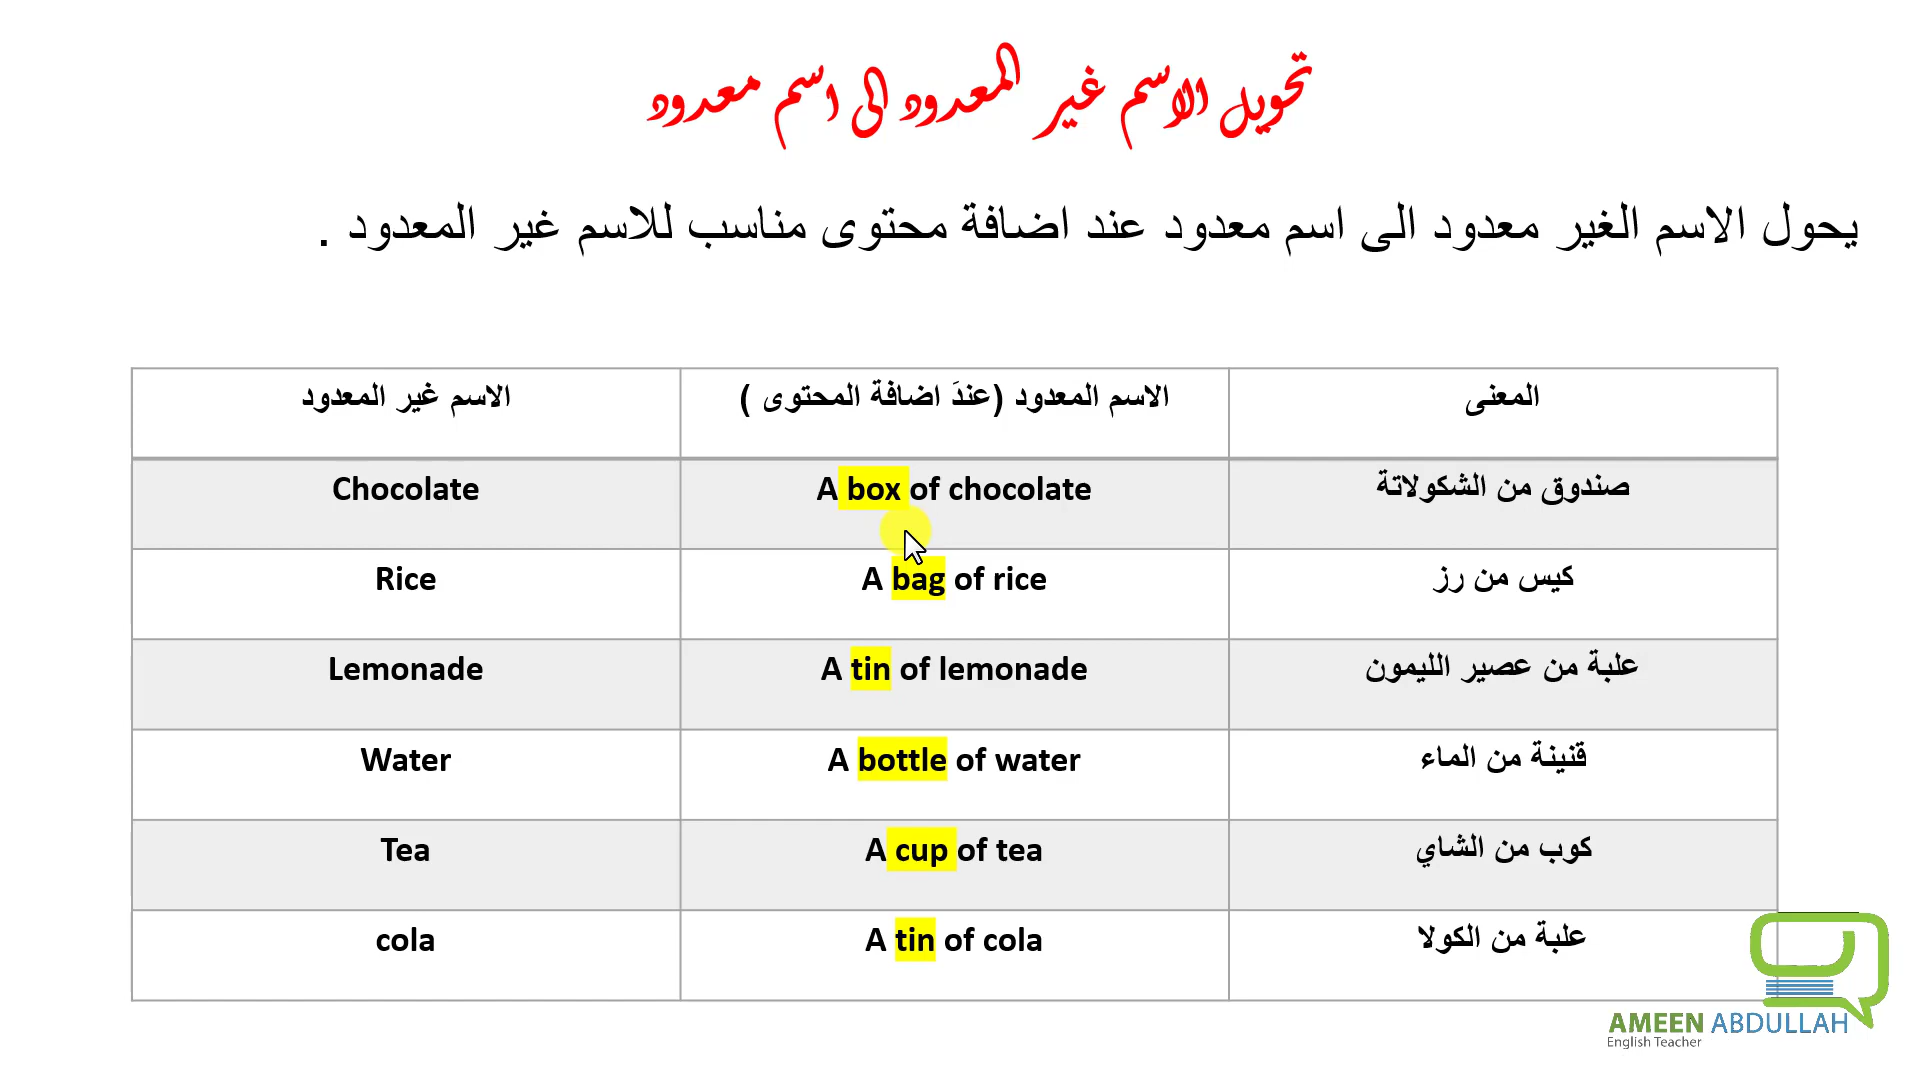 تحويل الاسم غير المعدود الى اسم معدود
يحول الاسم الغير معدود الى اسم معدود عند اضافة محتوى مناسب للاسم غير المعدود .
الاسم غير المعدود	الاسم المعدود (عندَ اضافة المحتوى )	المعنى
Chocolate	A box of chocolate	صندوق من الشكولاتة
Rice	A bag of rice	كيس من رز
Lemonade	A tin of lemonade	علبة من عصير الليمون
Water	A bottle of water	قنينة من الماء
Tea	A cup of tea	كوب من الشاي
cola	A tin of cola	علبة من الكولا
AMEEN ABDULLAH
English Teacher